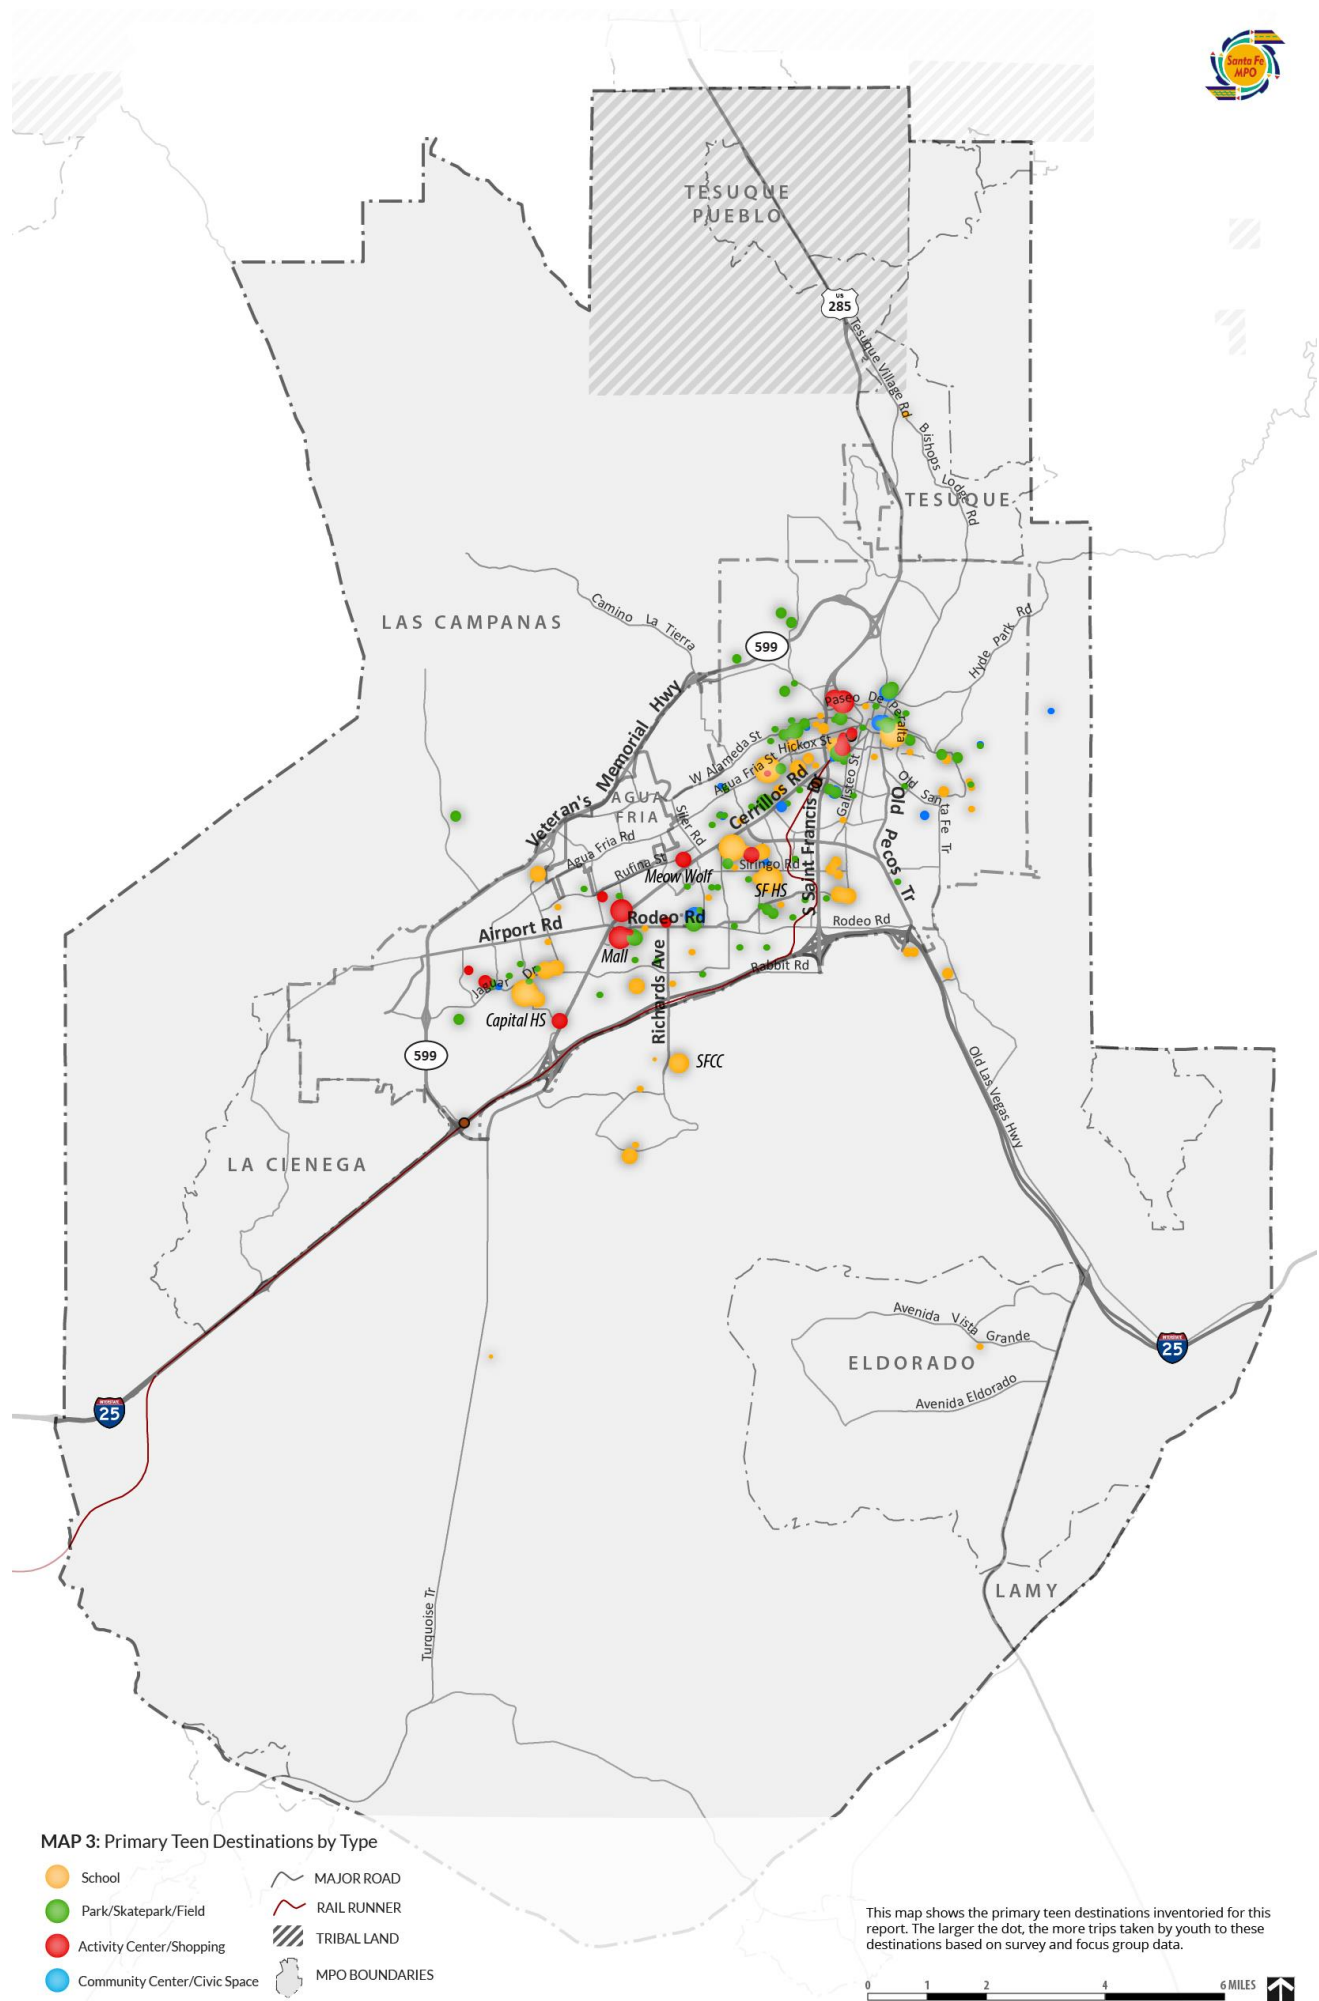 Santa Fe
MPO
TESUQUE
PUEBLO
US
285
Tesuque Village Rd
Bishops Lodge Rd
TESUQUE
Camino La Tierra
LAS CAMPANAS
Hyde Park Rd
599
Veteran's Memorial Hwy
Paseo De Peralta
W Alameda St
Hickox St
Agua Fria St
Cerrillos Rd
Galisteo St
Old Santa Fe Tr
AGUA
FRIA
Siler Rd
S Saint Francis Dr
Old Pecos Tr
Agua Fria Rd
Rufina St
Meow Wolf
Siringo Rd
SF HS
Airport Rd
Rodeo Rd
Rodeo Rd
Mall
Richards Ave
Rabbit Rd
Jaguar Dr
Capital HS
599
SFCC
Old Las Vegas Hwy
LA CIENEGA
Avenida Vista Grande
ELDORADO
Avenida Eldorado
INTERSTATE
25
INTERSTATE
25
LAMY
Turquoise Tr
MAP 3: Primary Teen Destinations by Type
School
Park/Skatepark/Field
Activity Center/Shopping
Community Center/Civic Space
MAJOR ROAD
RAIL RUNNER
TRIBAL LAND
MPO BOUNDARIES
This map shows the primary teen destinations inventoried for this
report. The larger the dot, the more trips taken by youth to these
destinations based on survey and focus group data.
0 1 2 4 6 MILES